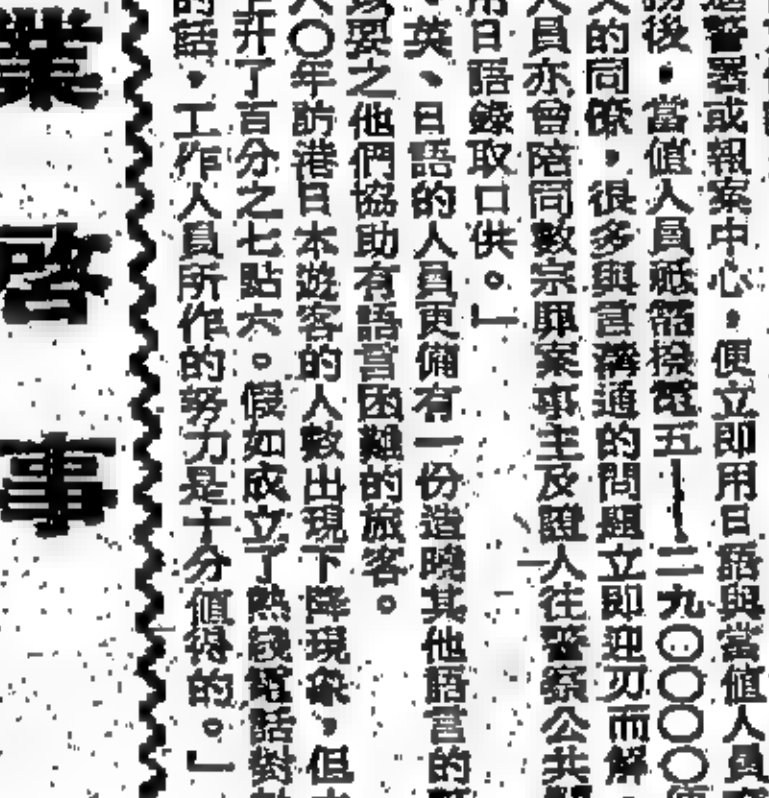 警署或報案中心，便立即用日語與當值人員
後，當值人員祗需撥電五—二九〇〇〇〇
的同僚，很多與言講通的問題立即迎刃而解。
人員亦曾陪同數宗罪案事主及證人往警察公共
用日語錄取口供。」
、英、日語的人員更備有一份造曉其他語言的
要之他們協助有語言困難的旅客。
〇年訪港日本遊客的人數出現下降現象，但
升了百分之七點六。假如成立了熱綫電話對
的話，工作人員所作的努力是十分值得的。」
業啓事